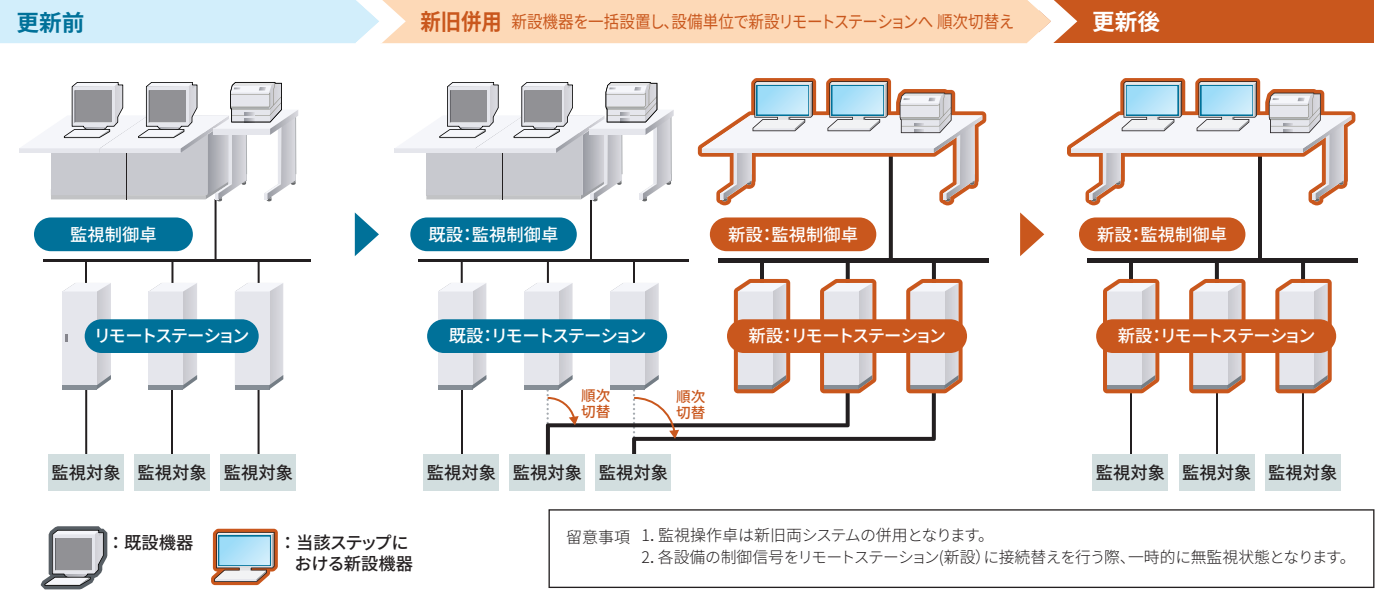 更新前
新旧併用 新設機器を一括設置し、設備単位で新設リモートステーションへ 順次切替え
更新後
監視制御卓
既設：監視制御卓
新設：監視制御卓
新設：監視制御卓
リモートステーション
既設：リモートステーション
新設：リモートステーション
新設：リモートステーション
順次
切替
順次
切替
監視対象
監視対象
監視対象
監視対象
監視対象
監視対象
監視対象
監視対象
監視対象
：既設機器
：当該ステップに
おける新設機器
留意事項 1. 監視操作卓は新旧両システムの併用となります。
2. 各設備の制御信号をリモートステーション(新設)に接続替えを行う際、一時的に無監視状態となります。